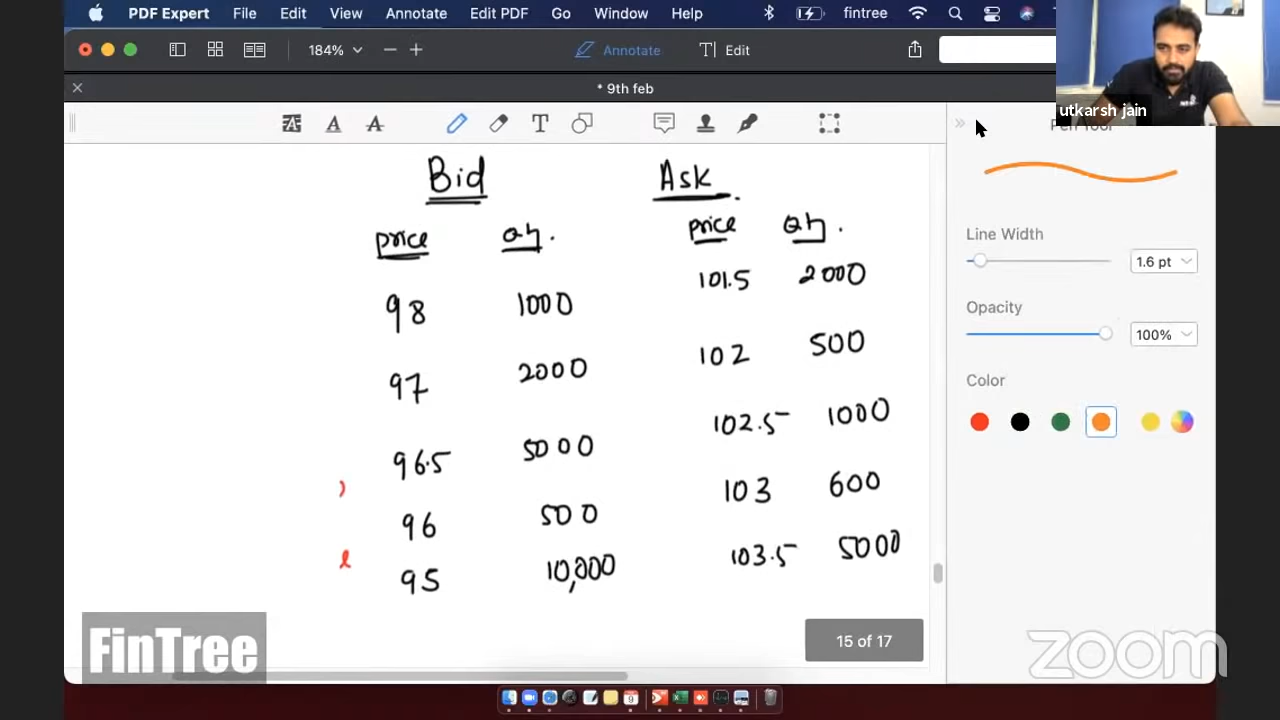 PDF Expert File Edit View Annotate Edit PDF Go Window Help fintree
184% Annotate T Edit
* 9th feb
utkarsh jain
Pen Tool
Bid Ask
price qty. price qty.
98 1000 101.5 2000
97 2000 102 500
96.5 5000 102.5 1000
96 500 103 600
95 10,000 103.5 5000
Line Width
1.6 pt
Opacity
100%
Color
15 of 17
FinTree
zoom